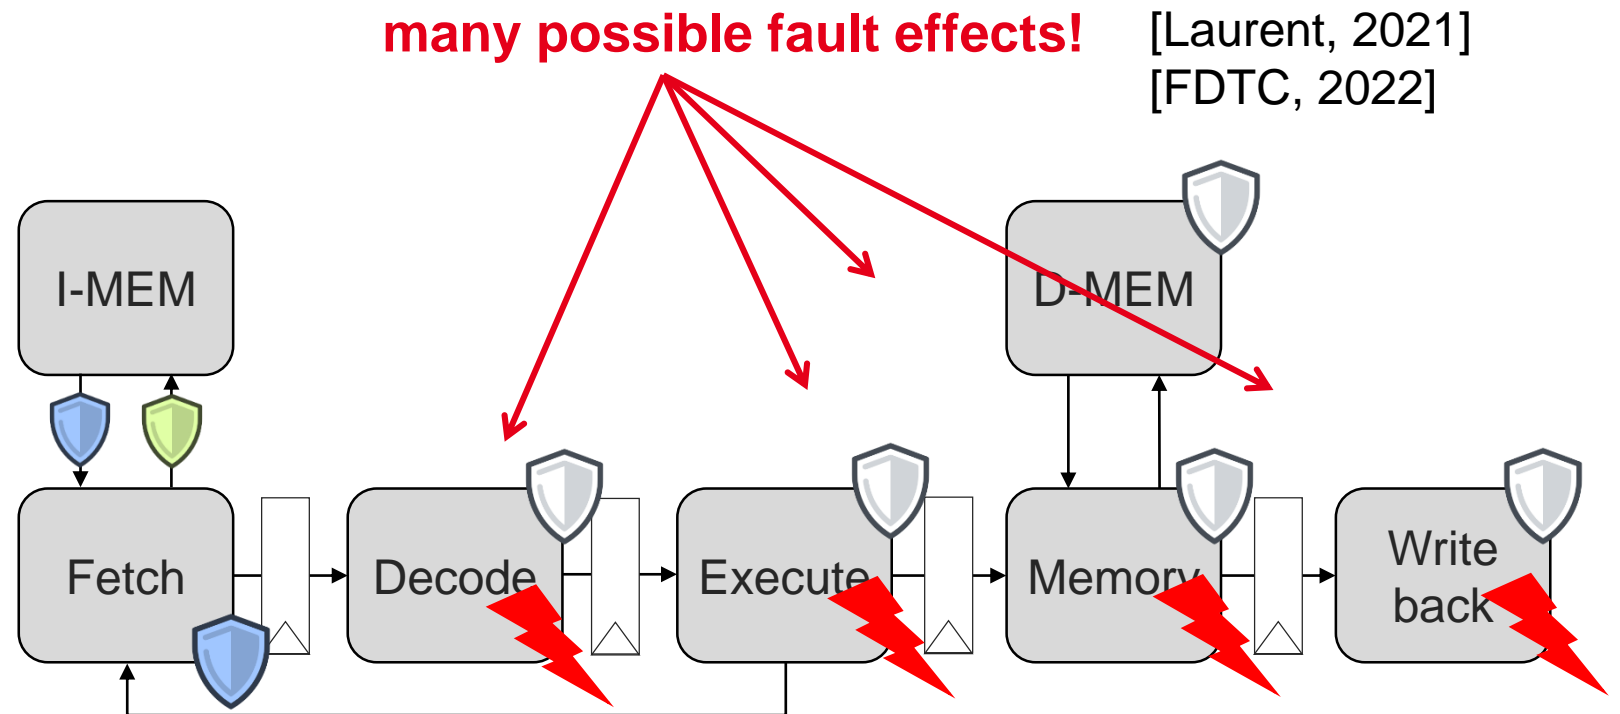 many possible fault effects!
[Laurent, 2021]
[FDTC, 2022]
I-MEM
D-MEM
Fetch
Decode
Execute
Memory
Write
back